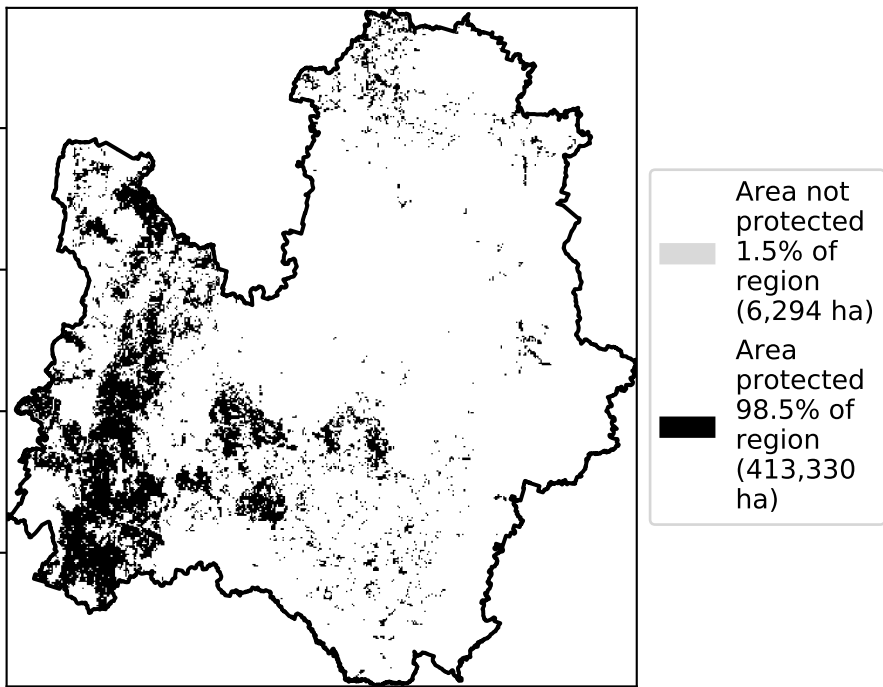 Area not
protected
1.5% of
region
(6,294 ha)
Area
protected
98.5% of
region
(413,330
ha)